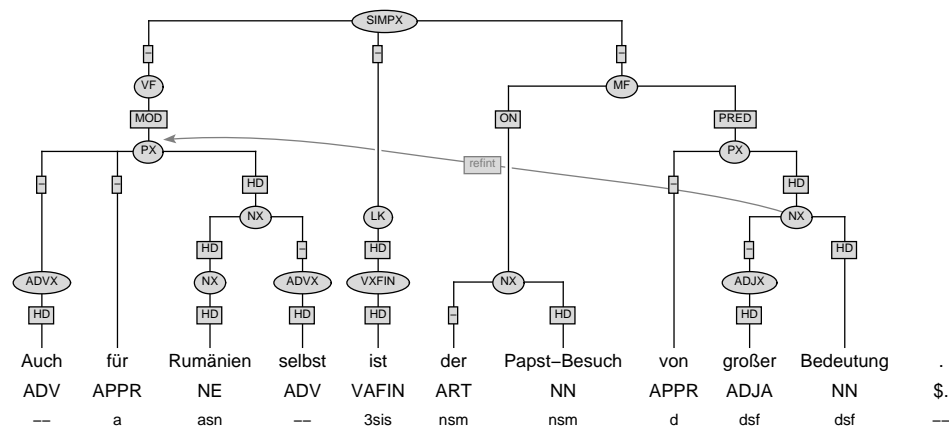 SIMPX
– – –
VF MF
MOD ON PRED
PX PX
refint
– – HD – HD
NX LK NX
HD – HD – HD
ADVX NX ADVX VXFIN NX ADJX
HD HD HD HD – HD HD
Auch für Rumänien selbst ist der Papst–Besuch von großer Bedeutung .
ADV APPR NE ADV VAFIN ART NN APPR ADJA NN $.
–– a asn –– 3sis nsm nsm d dsf dsf ––